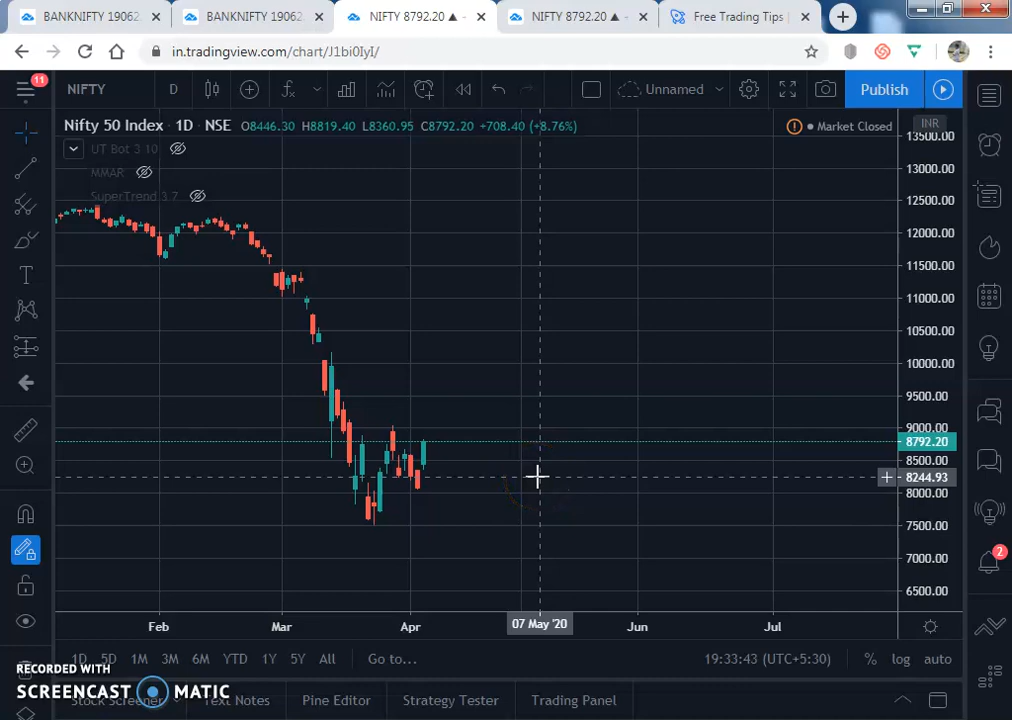 BANKNIFTY 19062
BANKNIFTY 19062
NIFTY 8792.20 ▲ -
NIFTY 8792.20 ▲ -
Free Trading Tips
in.tradingview.com/chart/J1bi0IyI/
11
NIFTY
D
Unnamed
Publish
Nifty 50 Index · 1D · NSE O8446.30 H8819.40 L8360.95 C8792.20 +708.40 (+8.76%)
Market Closed
INR
UT Bot 3 10
MMAR
SuperTrend 3 7
13500.00
13000.00
12500.00
12000.00
11500.00
11000.00
10500.00
10000.00
9500.00
9000.00
8792.20
8500.00
8244.93
8000.00
7500.00
7000.00
6500.00
2
Feb
Mar
Apr
07 May '20
Jun
Jul
1D 5D 1M 3M 6M YTD 1Y 5Y All Go to...
19:33:43 (UTC+5:30) % log auto
RECORDED WITH
SCREENCAST MATIC
Stock Screener
Text Notes
Pine Editor
Strategy Tester
Trading Panel